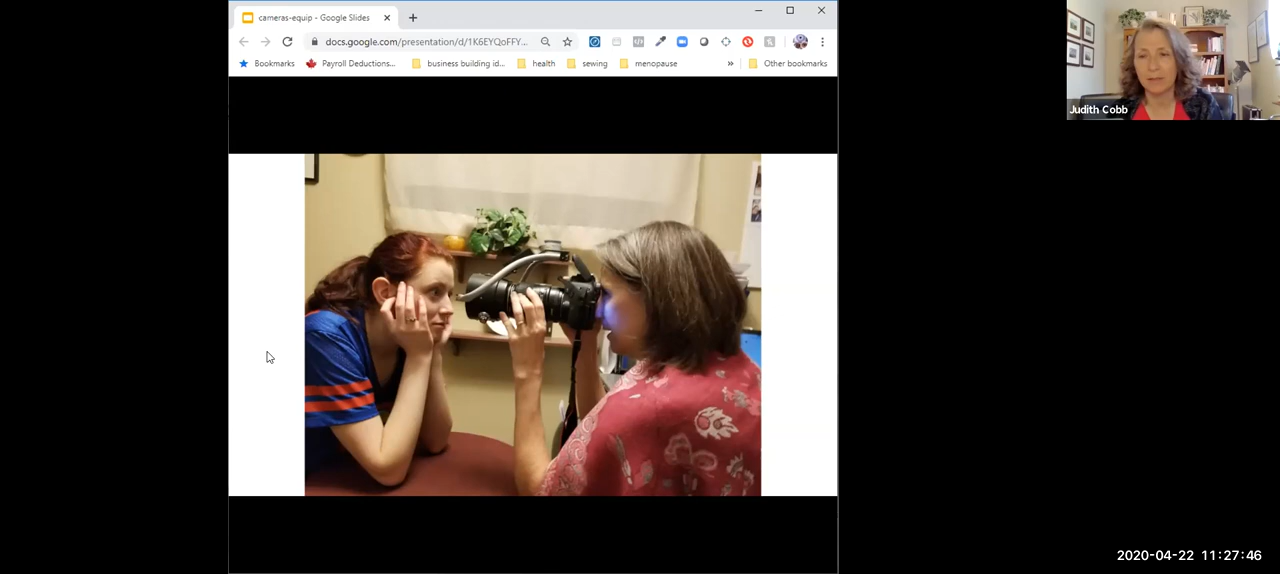 cameras-equip - Google Slides
docs.google.com/presentation/d/1K6EYQoFFY...
Bookmarks
Payroll Deductions...
business building id...
health
sewing
menopause
»
Other bookmarks
Judith Cobb
2020-04-22 11:27:46